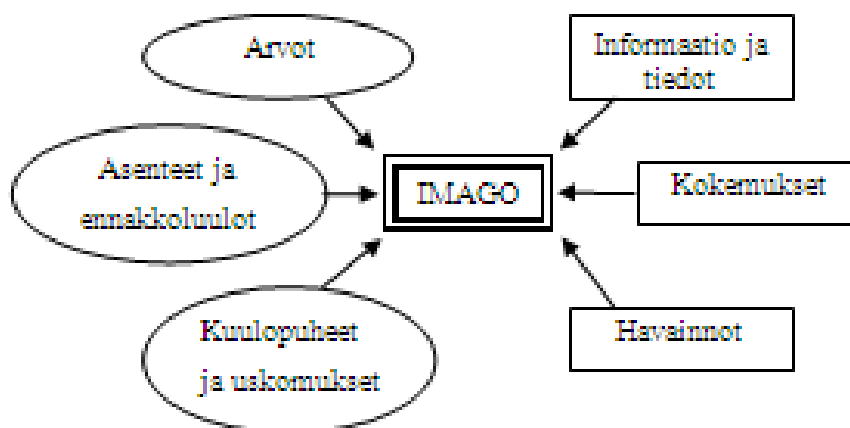 Arvot
Informaatio ja
tiedot
Asenteet ja
ennakkoluulot
IMAGO
Kokemukset
Kuulopuheet
ja uskomukset
Havainnot